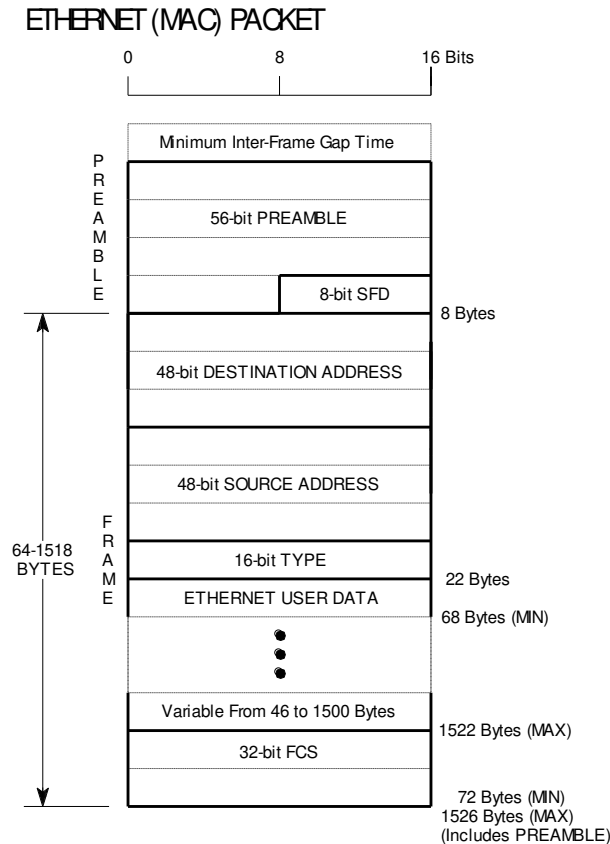 ETHERNET (MAC) PACKET
0 8 16 Bits
Minimum Inter-Frame Gap Time
PREAMBLE
56-bit PREAMBLE
8-bit SFD
8 Bytes
48-bit DESTINATION ADDRESS
48-bit SOURCE ADDRESS
FRAME
64-1518
BYTES
16-bit TYPE
22 Bytes
ETHERNET USER DATA
68 Bytes (MIN)
Variable From 46 to 1500 Bytes
1522 Bytes (MAX)
32-bit FCS
72 Bytes (MIN)
1526 Bytes (MAX)
(Includes PREAMBLE)